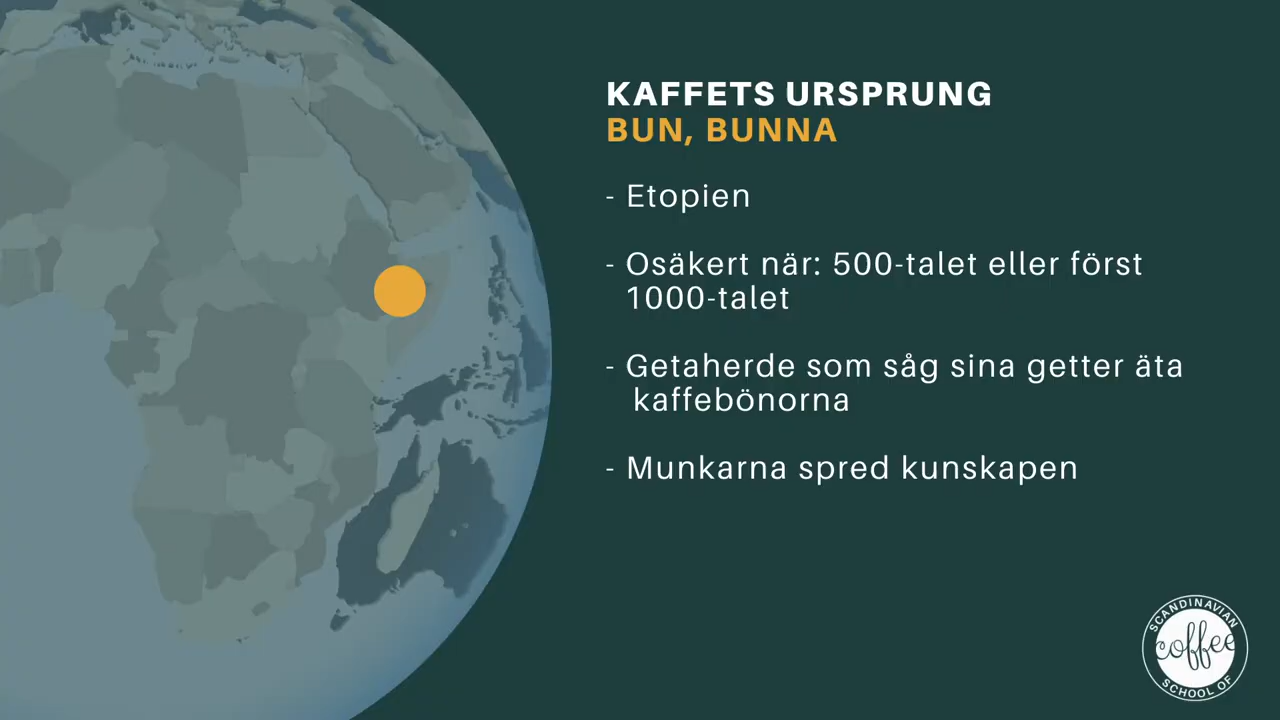 KAFFETS URSPRUNG
BUN, BUNNA
- Etopien
- Osäkert när: 500-talet eller först
1000-talet
- Getaherde som såg sina getter äta
kaffebönorna
- Munkarna spred kunskapen
SCANDINAVIAN
coffee
SCHOOL OF